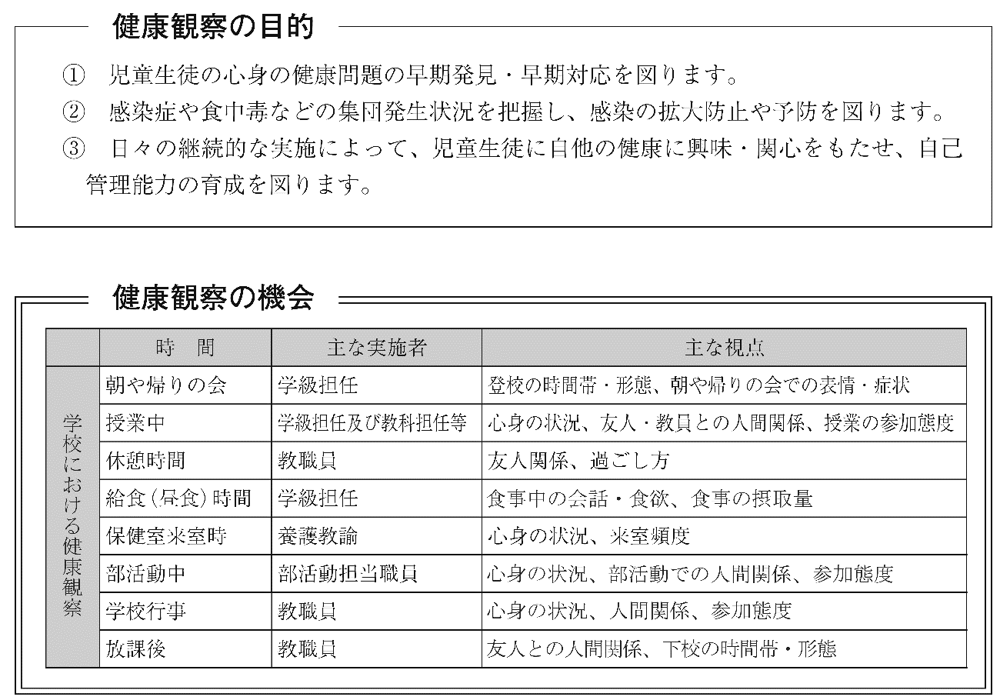 健康観察の目的
① 児童生徒の心身の健康問題の早期発見・早期対応を図ります。
② 感染症や食中毒などの集団発生状況を把握し、感染の拡大防止や予防を図ります。
③ 日々の継続的な実施によって、児童生徒に自他の健康に興味・関心をもたせ、自己
管理能力の育成を図ります。
健康観察の機会
時 間 主な実施者 主な視点
学校における健康観察
朝や帰りの会 学級担任 登校の時間帯・形態、朝や帰りの会での表情・症状
授業中 学級担任及び教科担任等 心身の状況、友人・教員との人間関係、授業の参加態度
休憩時間 教職員 友人関係、過ごし方
給食(昼食)時間 学級担任 食事中の会話・食欲、食事の摂取量
保健室来室時 養護教諭 心身の状況、来室頻度
部活動中 部活動担当職員 心身の状況、部活動での人間関係、参加態度
学校行事 教職員 心身の状況、人間関係、参加態度
放課後 教職員 友人との人間関係、下校の時間帯・形態